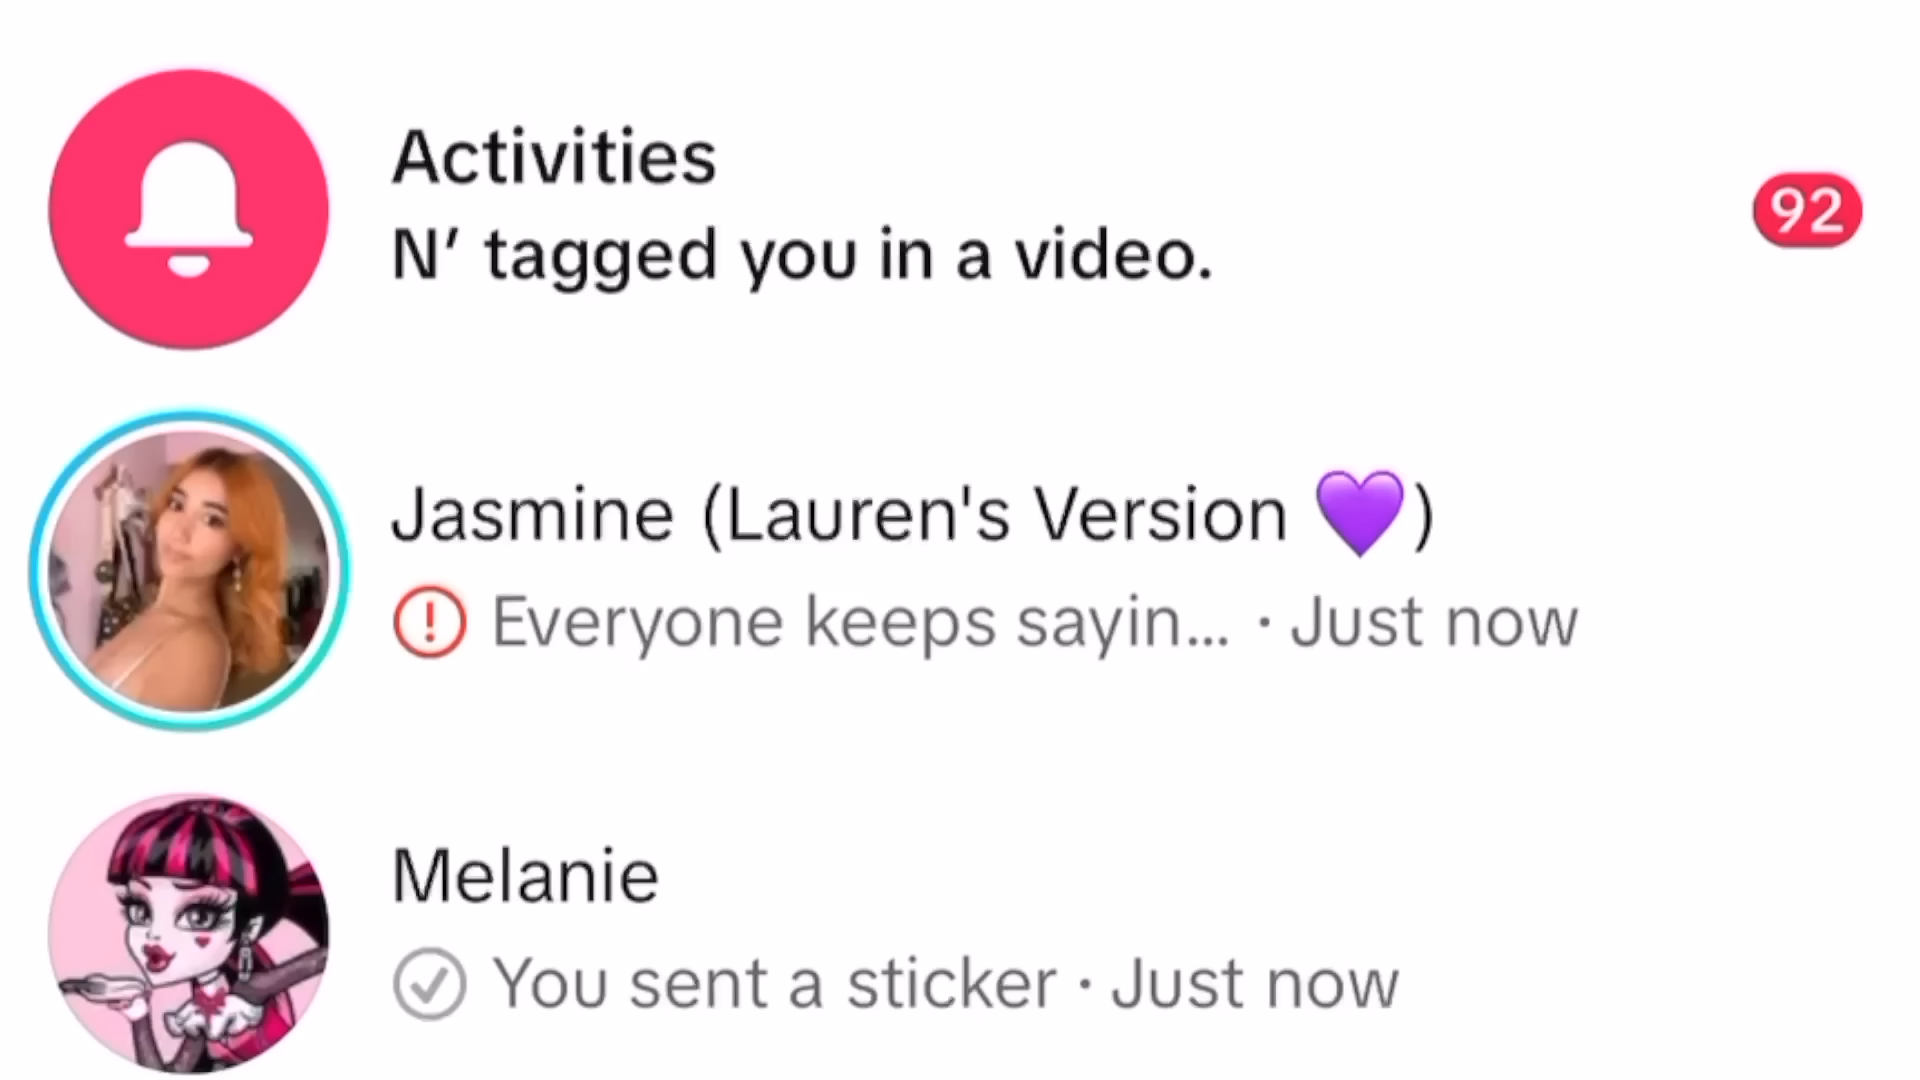 Activities
N’ tagged you in a video.
92
Jasmine (Lauren's Version 💜)
Everyone keeps sayin... · Just now
Melanie
You sent a sticker · Just now